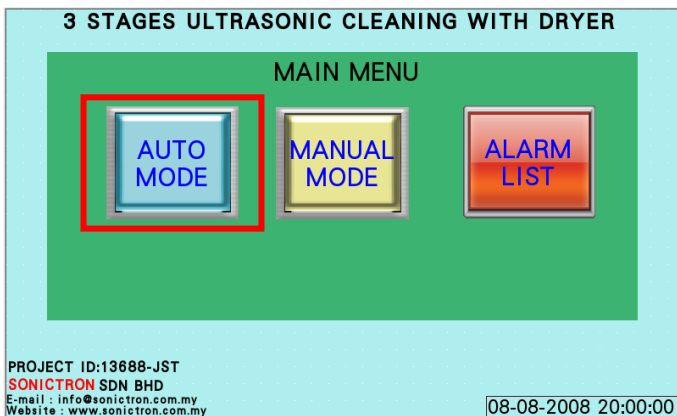 3 STAGES ULTRASONIC CLEANING WITH DRYER
MAIN MENU
AUTO
MODE
MANUAL
MODE
ALARM
LIST
PROJECT ID:13688-JST
SONICTRON SDN BHD
E-mail : info@sonictron.com.my
Website : www.sonictron.com.my
08-08-2008 20:00:00